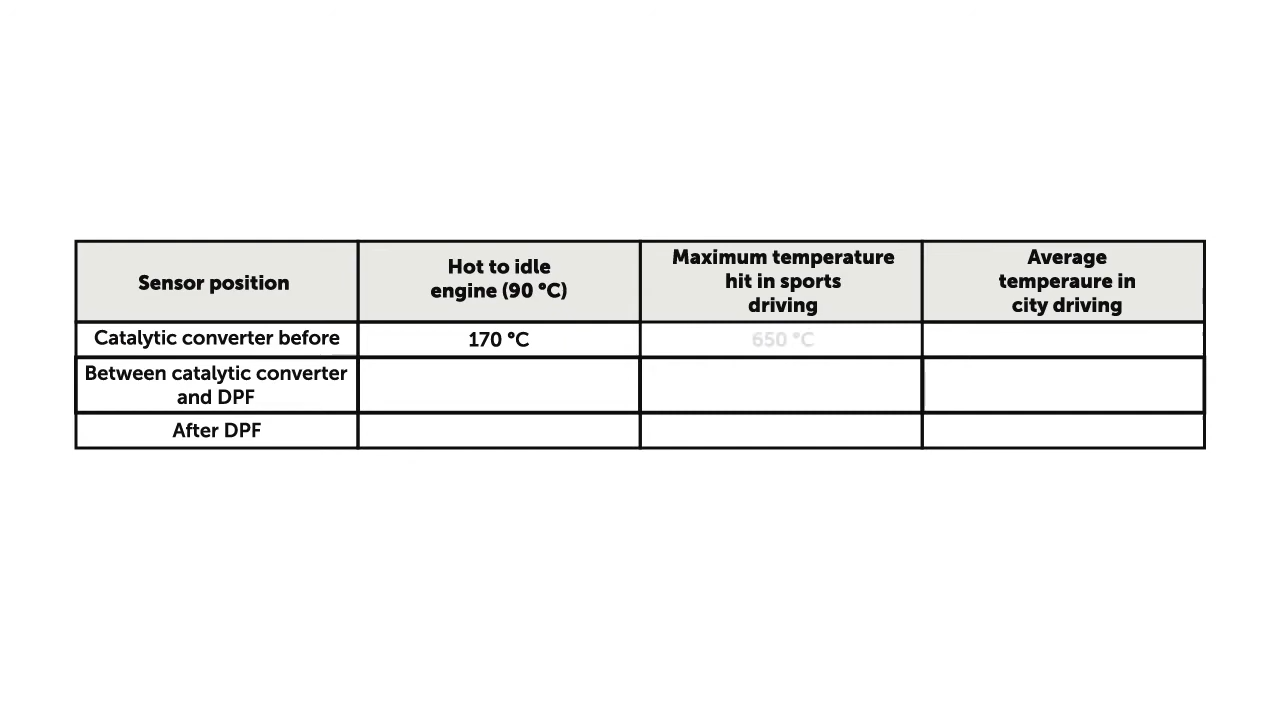 Sensor position
Hot to idle
engine (90 °C)
Maximum temperature
hit in sports
driving
Average
temperaure in
city driving
Catalytic converter before
170 °C
650 °C
Between catalytic converter
and DPF
After DPF